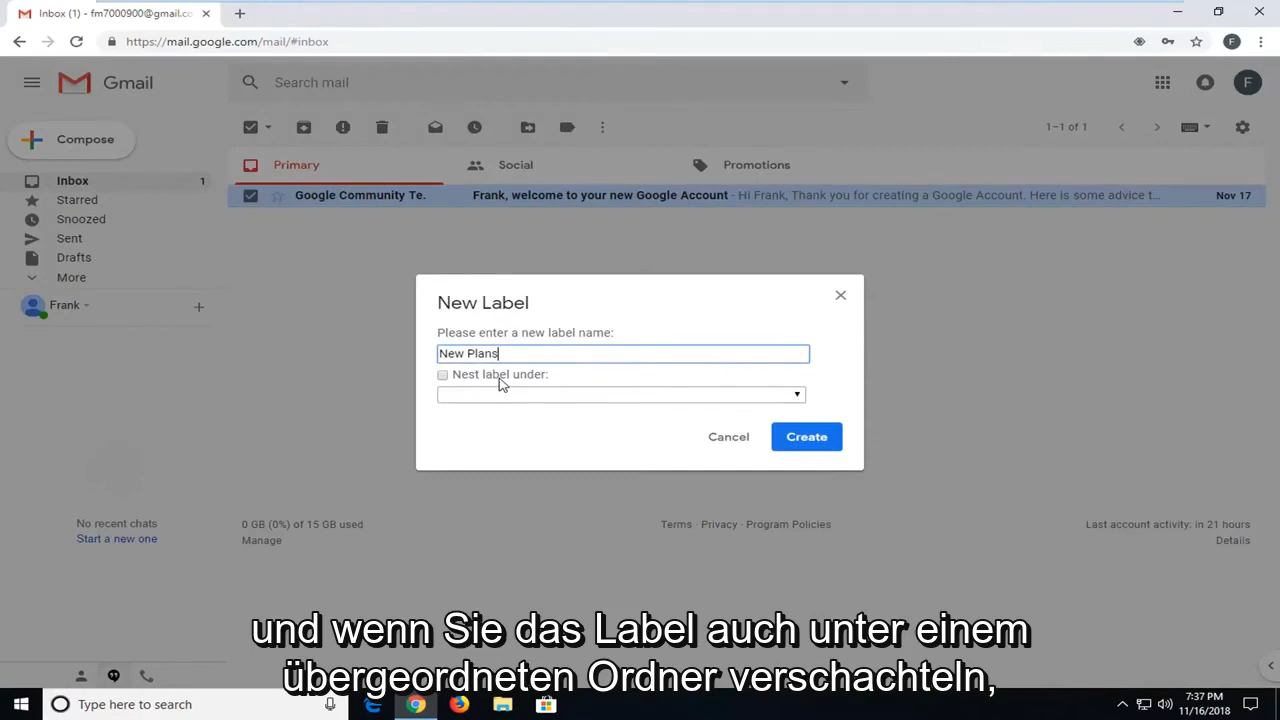 Inbox (1) - fm7000900@gmail.co
https://mail.google.com/mail/#inbox
Gmail
Search mail
F
Compose
1–1 of 1
Primary
Social
Promotions
Inbox 1
Google Community Te. Frank, welcome to your new Google Account - Hi Frank, Thank you for creating a Google Account. Here is some advice t... Nov 17
Starred
Snoozed
Sent
Drafts
More
Frank
New Label
Please enter a new label name:
New Plans
Nest label under:
Cancel
Create
No recent chats
Start a new one
0 GB (0%) of 15 GB used
Manage
Terms · Privacy · Program Policies
Last account activity: in 21 hours
Details
und wenn Sie das Label auch unter einem
übergeordneten Ordner verschachteln,
Type here to search
7:37 PM
11/16/2018